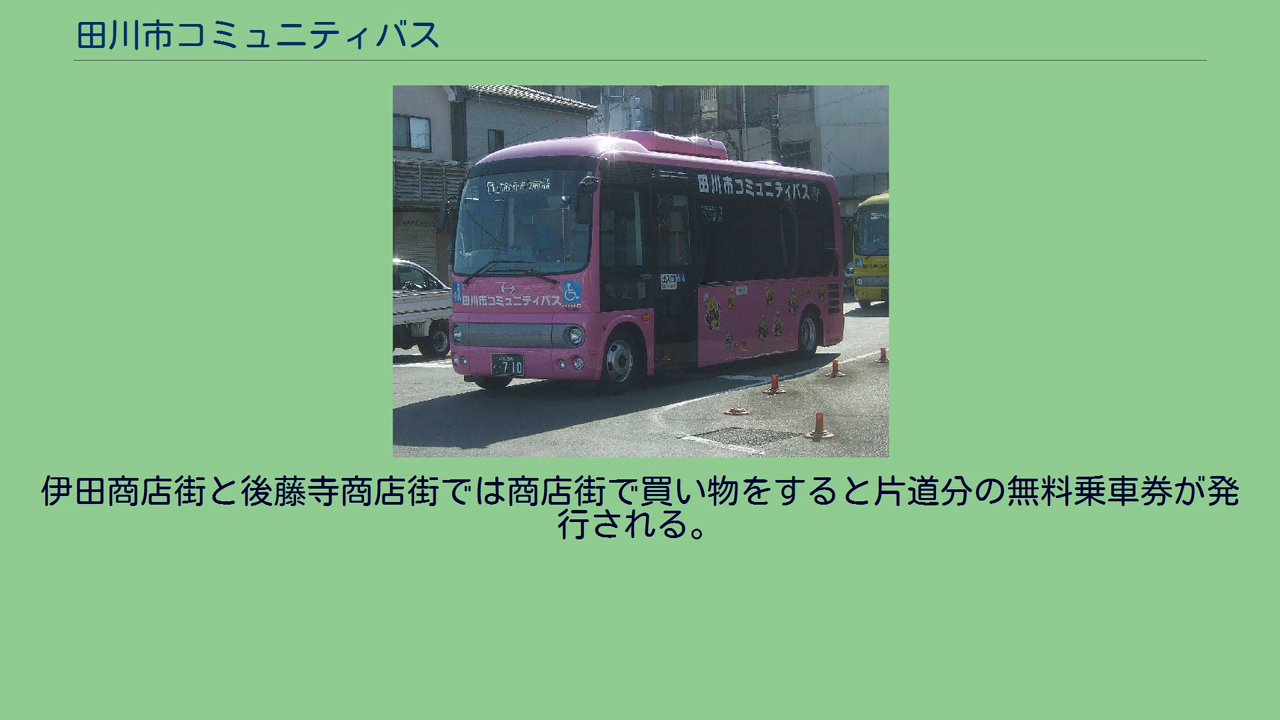 田川市コミュニティバス
田川市コミュニティバス
田川市コミュニティバス
710
伊田商店街と後藤寺商店街では商店街で買い物をすると片道分の無料乗車券が発
行される。